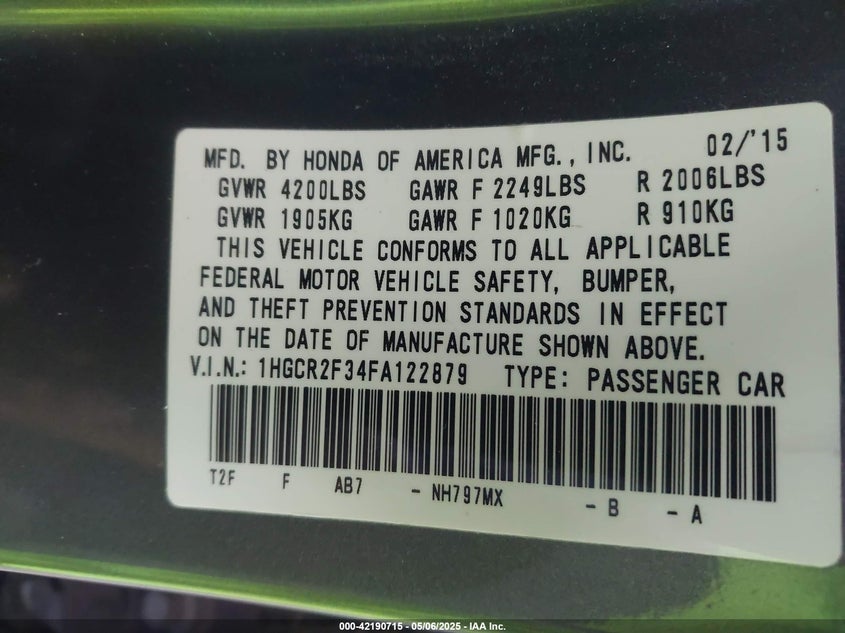 MFD. BY HONDA OF AMERICA MFG., INC. 02/'15
GVWR 4200LBS GAWR F 2249LBS R 2006LBS
GVWR 1905KG GAWR F 1020KG R 910KG
THIS VEHICLE CONFORMS TO ALL APPLICABLE
FEDERAL MOTOR VEHICLE SAFETY, BUMPER,
AND THEFT PREVENTION STANDARDS IN EFFECT
ON THE DATE OF MANUFACTURE SHOWN ABOVE.
V.I.N.: 1HGCR2F34FA122879 TYPE: PASSENGER CAR
T2F F AB7 - NH797MX - B - A
000-42190715 - 05/06/2025 - IAA Inc.